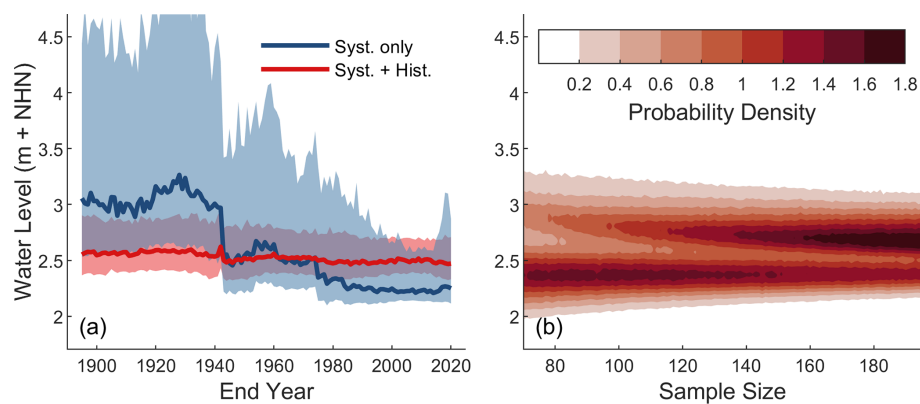 Water Level (m + NHN)
4.5
4
3.5
3
2.5
2
Syst. only
Syst. + Hist.
(a)
1900 1920 1940 1960 1980 2000 2020
End Year
4.5
4
3.5
3
2.5
2
0.2 0.4 0.6 0.8 1 1.2 1.4 1.6 1.8
Probability Density
(b)
80 100 120 140 160 180
Sample Size